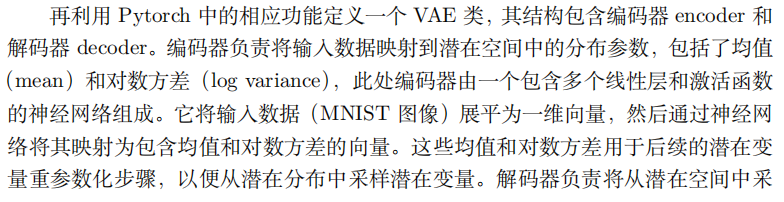 再利用 Pytorch 中的相应功能定义一个 VAE 类，其结构包含编码器 encoder 和
解码器 decoder。编码器负责将输入数据映射到潜在空间中的分布参数，包括了均值
（mean）和对数方差（log variance），此处编码器由一个包含多个线性层和激活函数
的神经网络组成。它将输入数据（MNIST 图像）展平为一维向量，然后通过神经网
络将其映射为包含均值和对数方差的向量。这些均值和对数方差用于后续的潜在变
量重参数化步骤，以便从潜在分布中采样潜在变量。解码器负责将从潜在空间中采